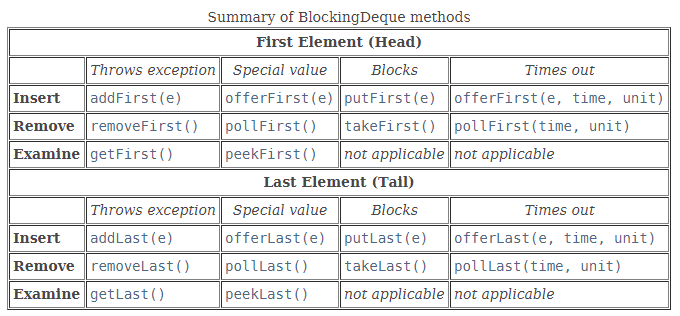 Summary of BlockingDeque methods
First Element (Head)
Throws exception Special value Blocks Times out
Insert addFirst(e) offerFirst(e) putFirst(e) offerFirst(e, time, unit)
Remove removeFirst() pollFirst() takeFirst() pollFirst(time, unit)
Examine getFirst() peekFirst() not applicable not applicable
Last Element (Tail)
Throws exception Special value Blocks Times out
Insert addLast(e) offerLast(e) putLast(e) offerLast(e, time, unit)
Remove removeLast() pollLast() takeLast() pollLast(time, unit)
Examine getLast() peekLast() not applicable not applicable